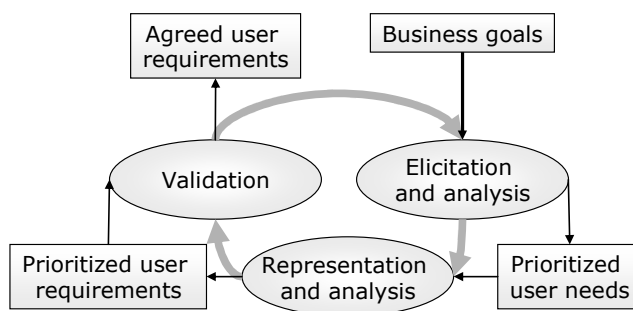 Agreed user
requirements
Business goals
Validation
Elicitation
and analysis
Prioritized user
requirements
Representation
and analysis
Prioritized
user needs